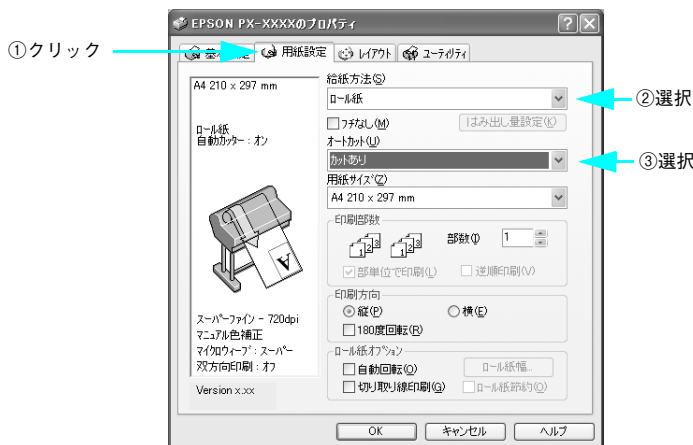 EPSON PX-XXXXのプロパティ
①クリック
基本設定
用紙設定
レイアウト
ユーティリティ
A4 210 x 297 mm
ロール紙
自動カッター : オン
A
スーパーファイン - 720dpi
マニュアル色補正
マイクロウィーブ : スーパー
双方向印刷 : オフ
Version x.xx
給紙方法(S)
ロール紙
②選択
フチなし(M)
はみ出し量設定(K)
オートカット(U)
カットあり
③選択
用紙サイズ(Z)
A4 210 x 297 mm
印刷部数
1 2 3
1 2 3
部数(I)
1
部単位で印刷(L)
逆順印刷(V)
印刷方向
縦(P)
横(E)
180度回転(R)
ロール紙オプション
自動回転(O)
ロール紙幅...
切り取り線印刷(G)
ロール紙節約(O)
OK
キャンセル
ヘルプ